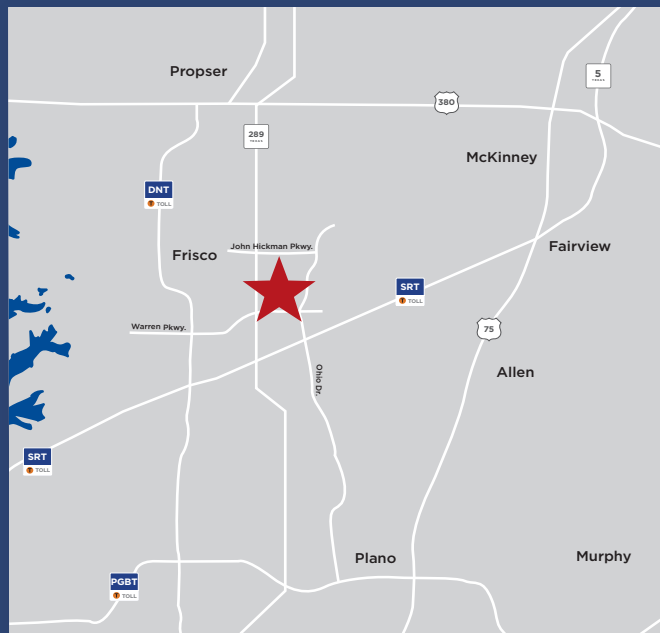 Propser
5
TEXAS
380
289
TEXAS
McKinney
DNT
TOLL
John Hickman Pkwy.
Frisco
Fairview
SRT
TOLL
Warren Pkwy.
75
Ohio Dr.
Allen
SRT
TOLL
Plano
Murphy
PGBT
TOLL